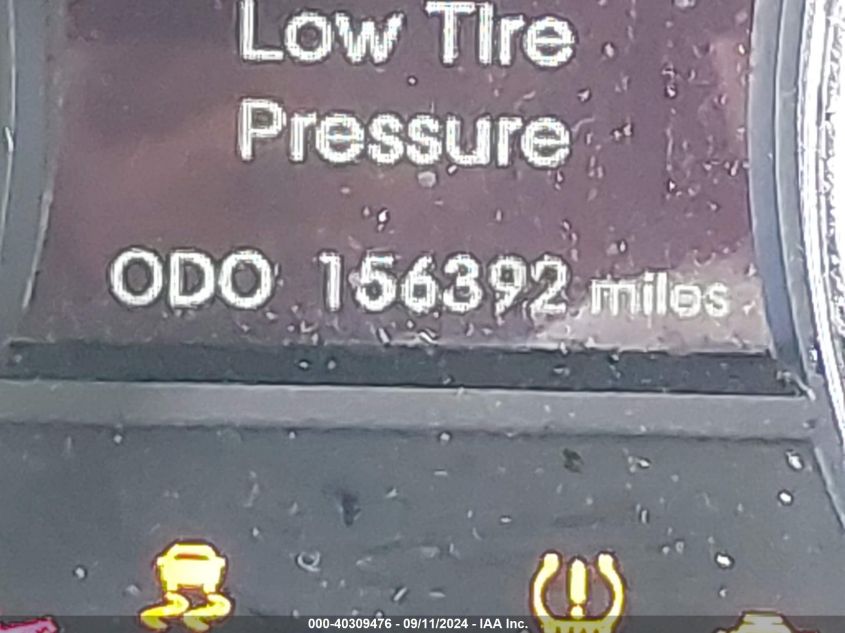 Low Tire
Pressure
ODO 156392 miles
000-40309476 - 09/11/2024 - IAA Inc.